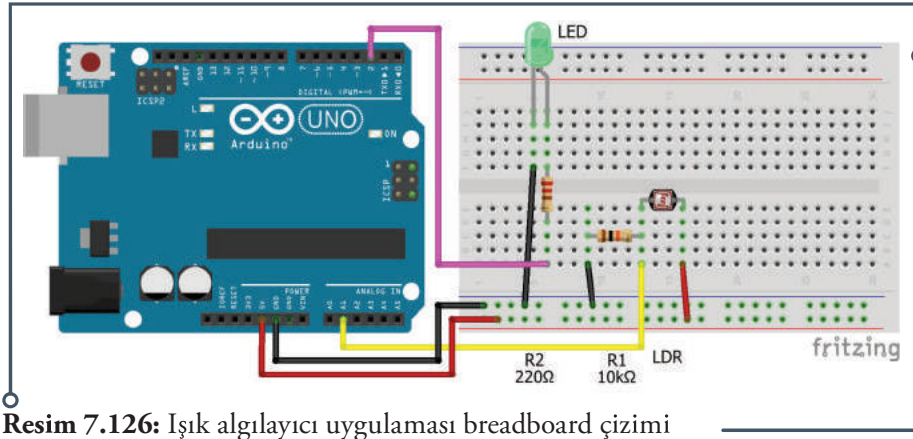 LED
RESET
ICSP2
AREF
GND
13
12
~11
~10
~9
8
7
~6
~5
4
~3
2
TX0▶1
RX0◀0
DIGITAL (PWM=~)
L
TX
RX
UNO
Arduino™
ON
1
ICSP
POWER
ANALOG IN
IOREF
RESET
3V3
5V
GND
GND
VIN
A0
A1
A2
A3
A4
A5
R2
220Ω
R1
10kΩ
LDR
fritzing
Resim 7.126: Işık algılayıcı uygulaması breadboard çizimi